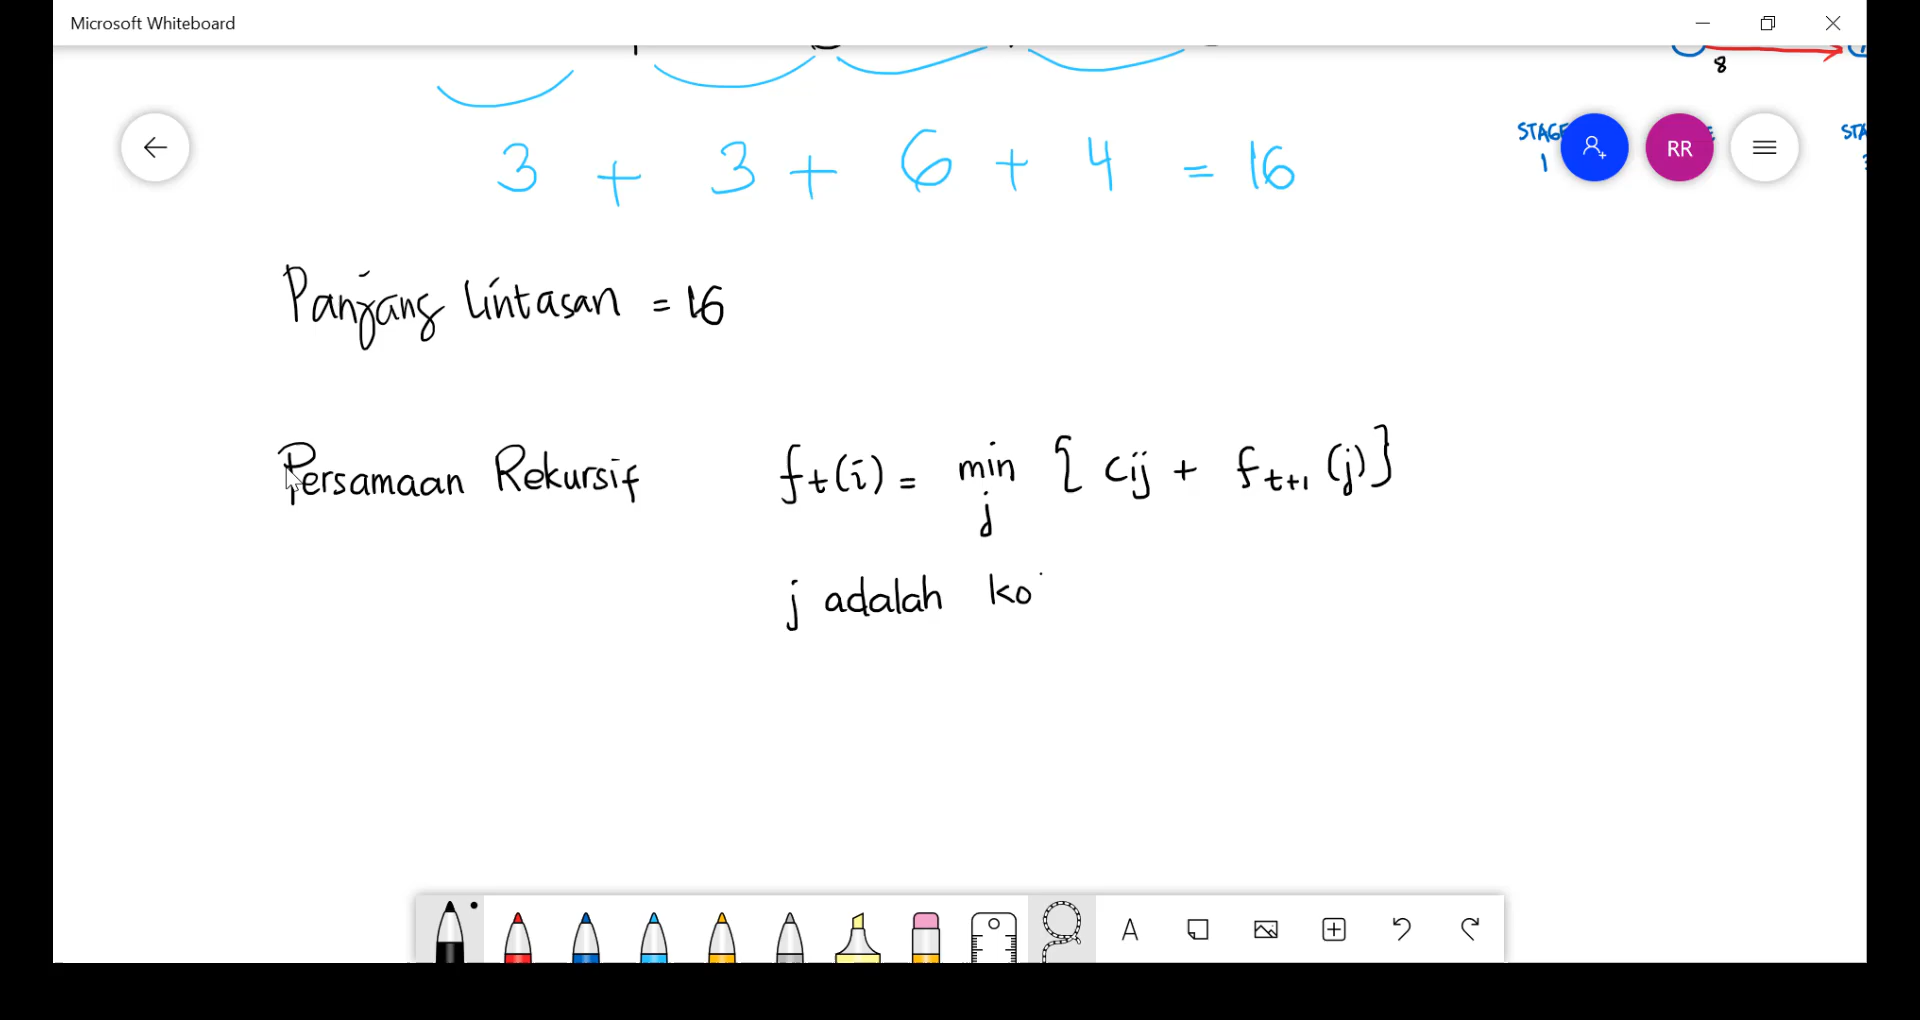 Microsoft Whiteboard
8
3 + 3 + 6 + 4 = 16
STAGE
1
RR
STA
Panjang lintasan = 16
Persamaan Rekursif
ft(i) = min { cij + ft+1 (j)}
j
j adalah ko
A